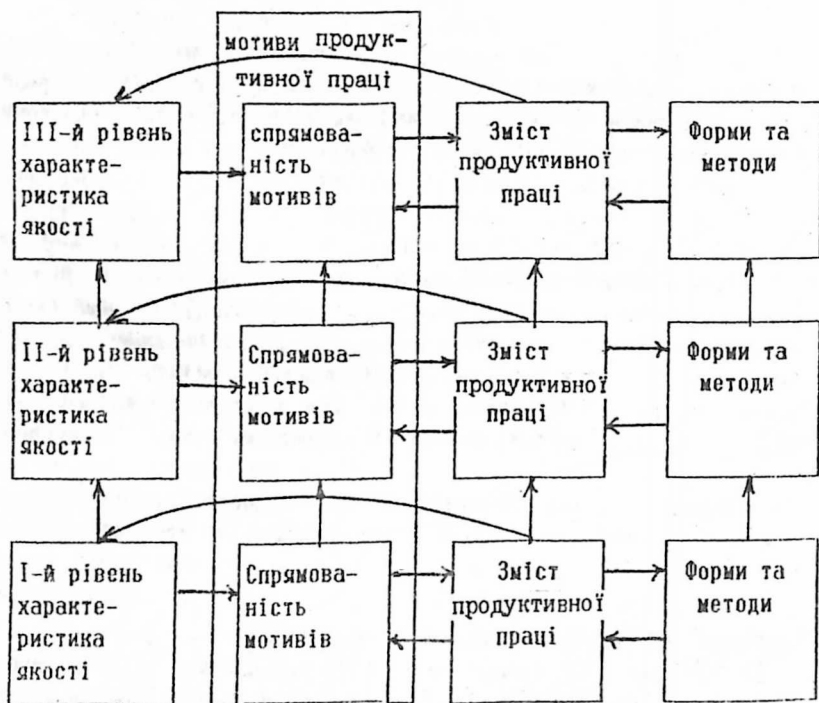 мотиви продук-
тивної праці
III-й рівень
характе-
ристика
якості
спрямова-
ність
мотивів
Зміст
продуктивної
праці
Форми та
методи
II-й рівень
характе-
ристика
якості
Спрямова-
ність
мотивів
Зміст
продуктивної
праці
Форми та
методи
I-й рівень
характе-
ристика
якості
Спрямова-
ність
мотивів
Зміст
продуктивної
праці
Форми та
методи